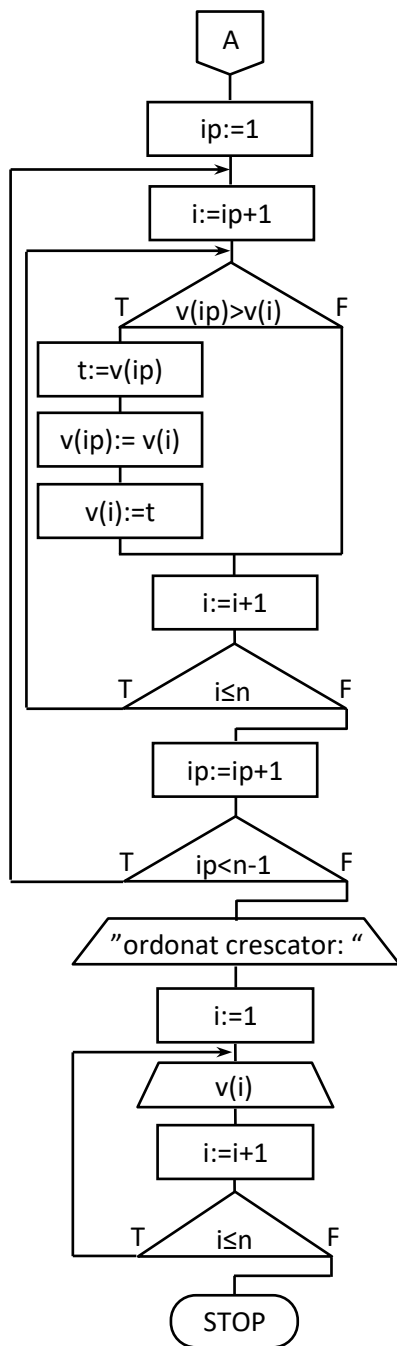 A
ip:=1
i:=ip+1
T
F
v(ip)>v(i)
t:=v(ip)
v(ip):= v(i)
v(i):=t
i:=i+1
T
F
i≤n
ip:=ip+1
T
F
ip<n-1
”ordonat crescator: “
i:=1
v(i)
i:=i+1
T
F
i≤n
STOP